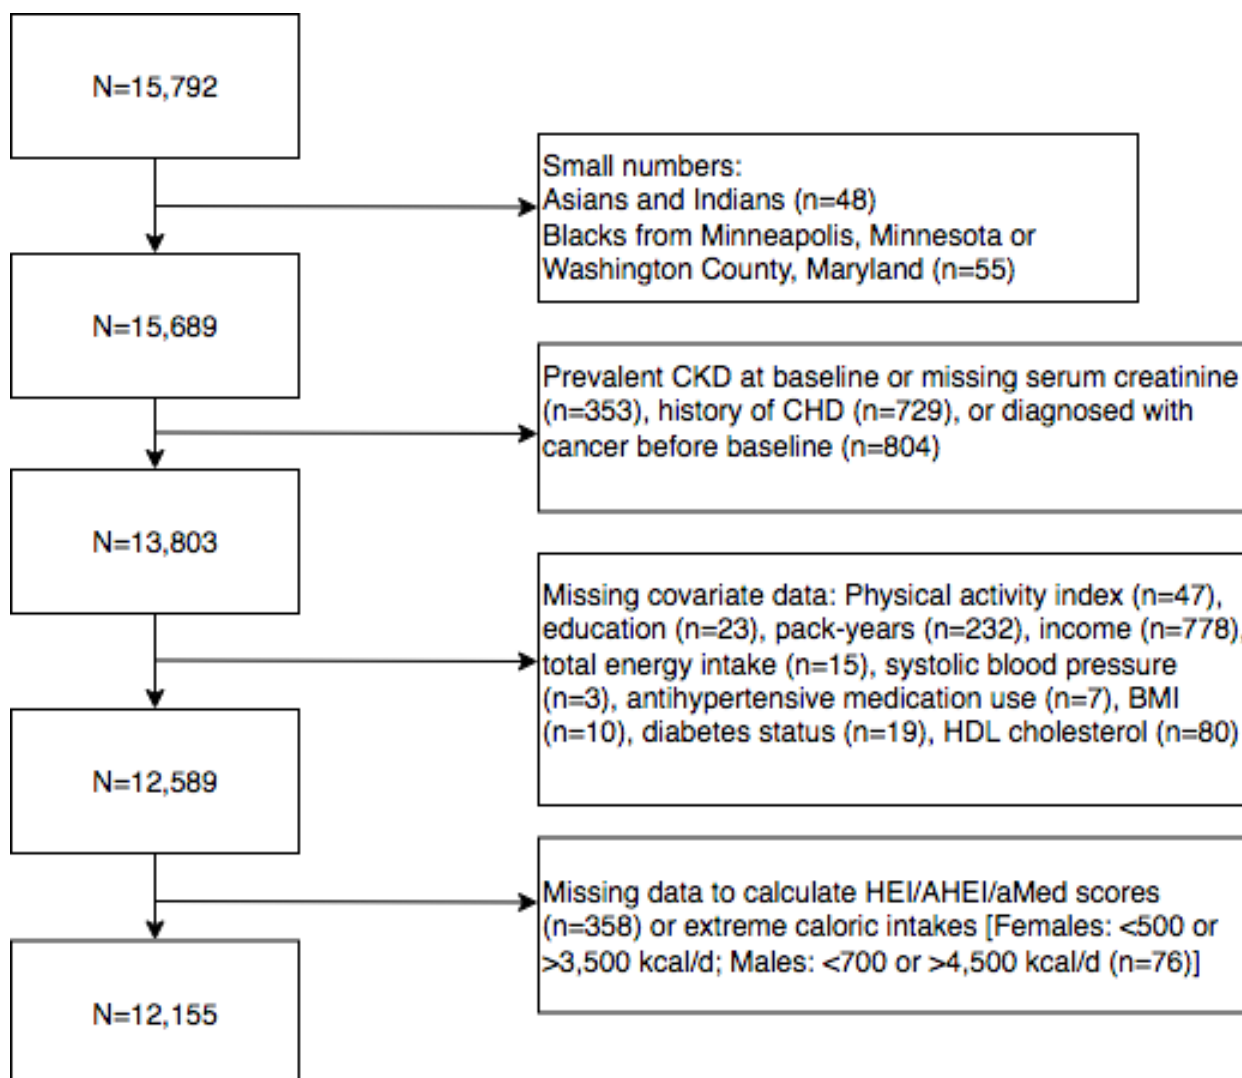 N=15,792
Small numbers:
Asians and Indians (n=48)
Blacks from Minneapolis, Minnesota or
Washington County, Maryland (n=55)
N=15,689
Prevalent CKD at baseline or missing serum creatinine
(n=353), history of CHD (n=729), or diagnosed with
cancer before baseline (n=804)
N=13,803
Missing covariate data: Physical activity index (n=47),
education (n=23), pack-years (n=232), income (n=778),
total energy intake (n=15), systolic blood pressure
(n=3), antihypertensive medication use (n=7), BMI
(n=10), diabetes status (n=19), HDL cholesterol (n=80)
N=12,589
Missing data to calculate HEI/AHEI/aMed scores
(n=358) or extreme caloric intakes [Females: <500 or
>3,500 kcal/d; Males: <700 or >4,500 kcal/d (n=76)]
N=12,155